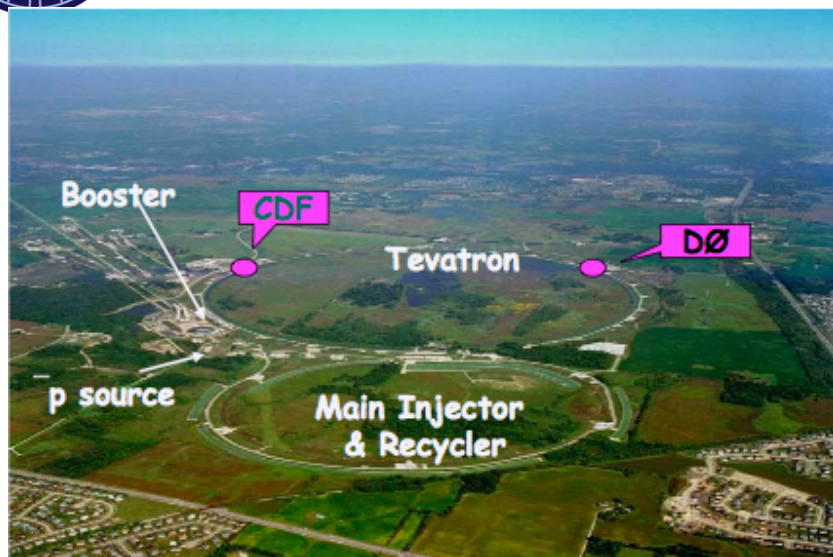 Booster
CDF
DØ
Tevatron
p̅ source
Main Injector
& Recycler